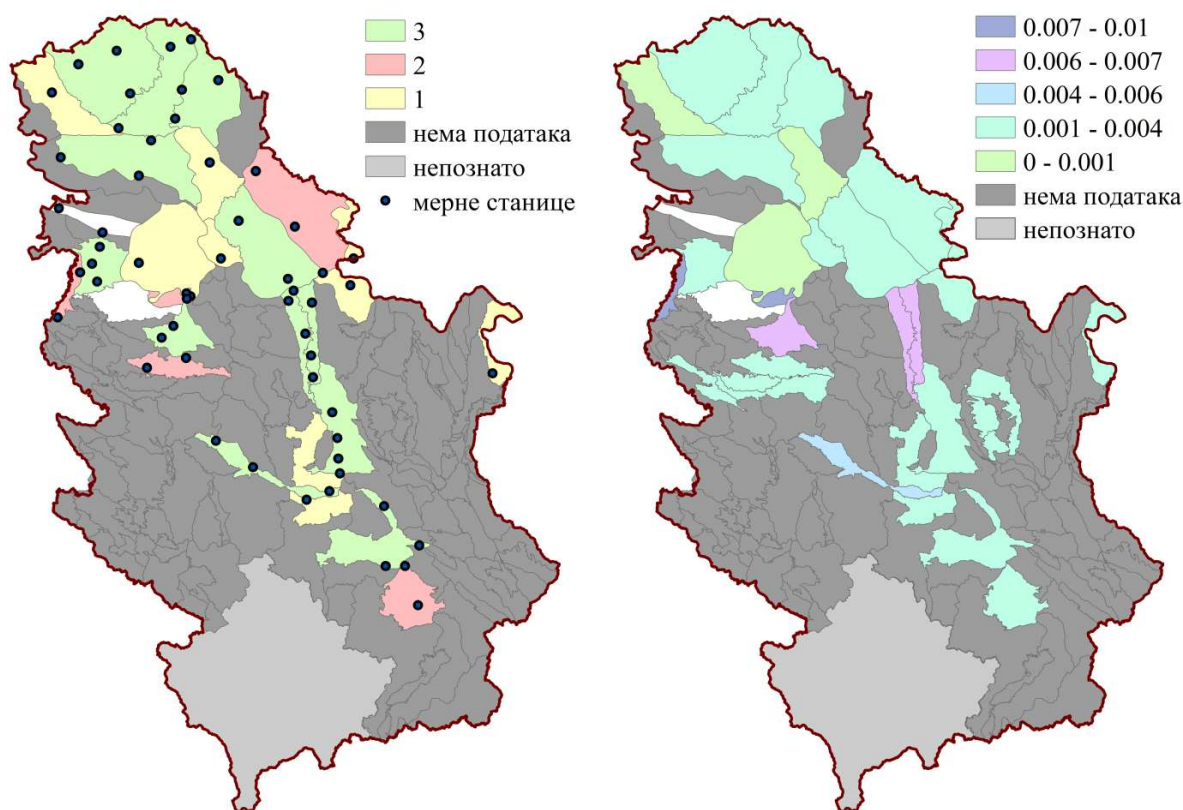 3
2
1
нема података
непознато
мерне станице
0.007 - 0.01
0.006 - 0.007
0.004 - 0.006
0.001 - 0.004
0 - 0.001
нема података
непознато